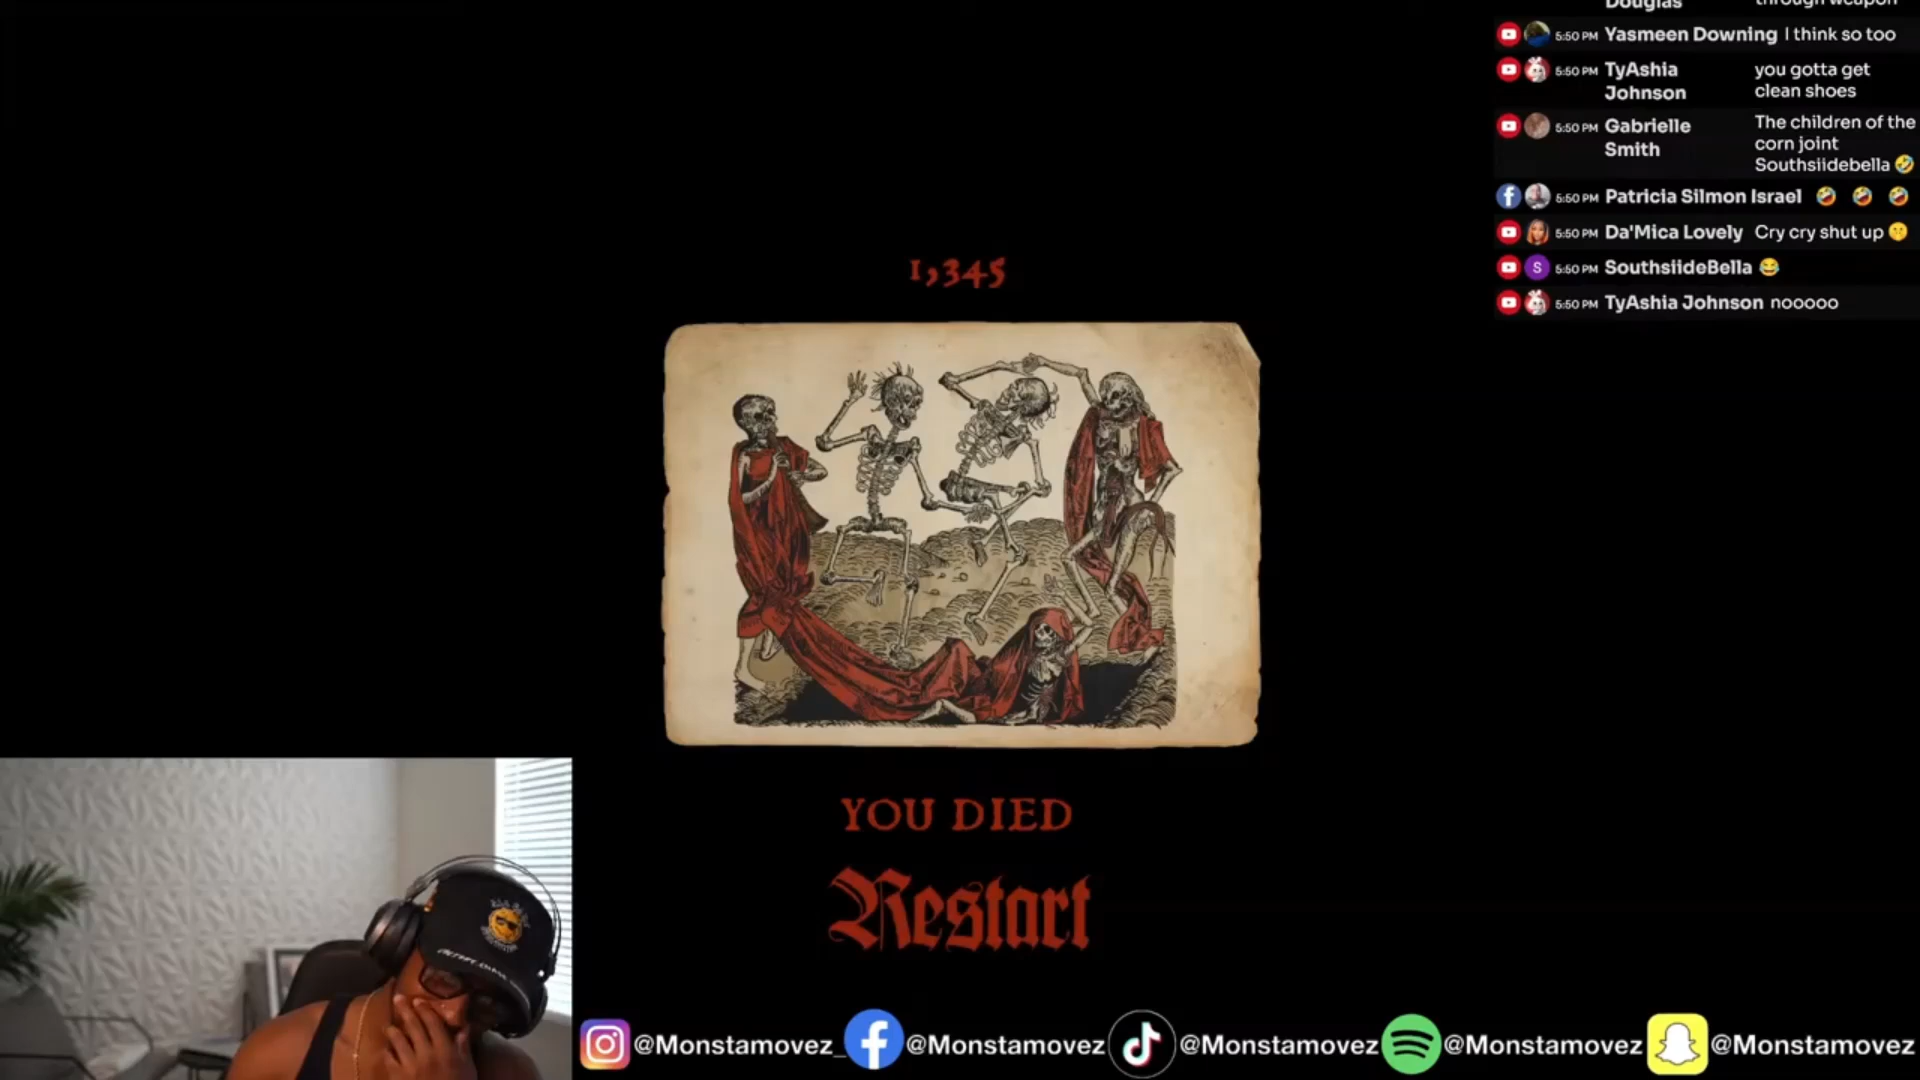 Douglas through weapon
5:50 PM Yasmeen Downing I think so too
5:50 PM TyAshia Johnson you gotta get clean shoes
5:50 PM Gabrielle Smith The children of the corn joint Southsiidebella 🤣
5:50 PM Patricia Silmon Israel 🤣 🤣 🤣
5:50 PM Da'Mica Lovely Cry cry shut up 🤫
S 5:50 PM SouthsiideBella 😂
5:50 PM TyAshia Johnson nooooo
1,345
YOU DIED
Restart
@Monstamovez_ @Monstamovez @Monstamovez @Monstamovez @Monstamovez